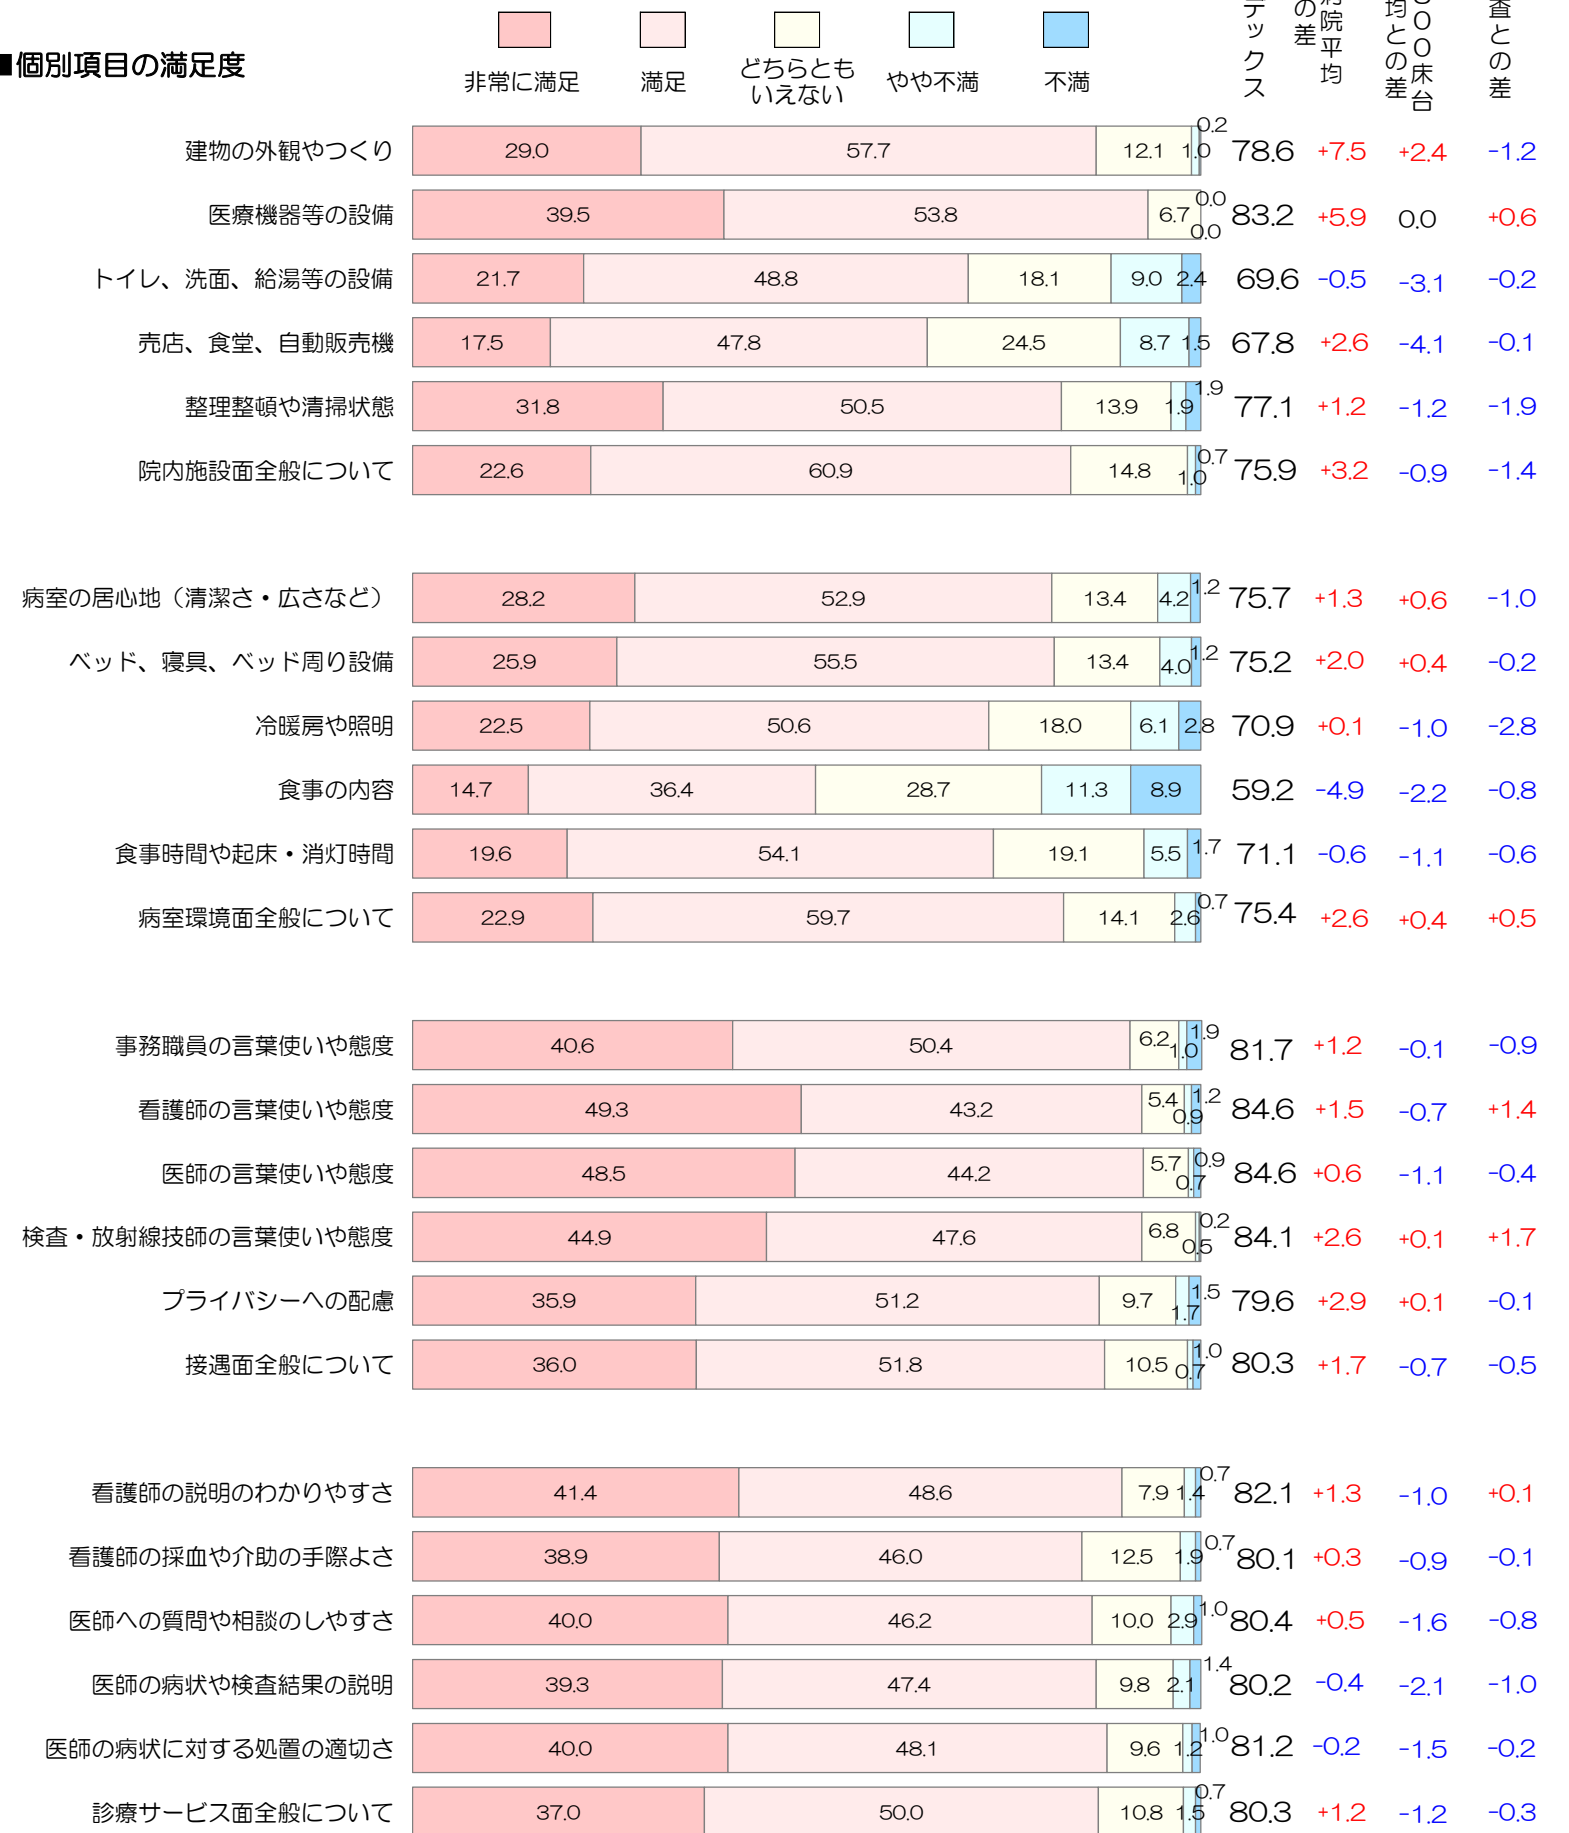 ■個別項目の満足度
非常に満足
満足
どちらとも
いえない
やや不満
不満
デックス
院平均
の差
００床台
均との差
査との差
建物の外観やつくり 29.0 57.7 12.1 1.0 0.2 78.6 +7.5 +2.4 -1.2
医療機器等の設備 39.5 53.8 6.7 0.0 0.0 83.2 +5.9 0.0 +0.6
トイレ、洗面、給湯等の設備 21.7 48.8 18.1 9.0 2.4 69.6 -0.5 -3.1 -0.2
売店、食堂、自動販売機 17.5 47.8 24.5 8.7 1.5 67.8 +2.6 -4.1 -0.1
整理整頓や清掃状態 31.8 50.5 13.9 1.9 1.9 77.1 +1.2 -1.2 -1.9
院内施設面全般について 22.6 60.9 14.8 1.0 0.7 75.9 +3.2 -0.9 -1.4
病室の居心地（清潔さ・広さなど） 28.2 52.9 13.4 4.2 1.2 75.7 +1.3 +0.6 -1.0
ベッド、寝具、ベッド周り設備 25.9 55.5 13.4 4.0 1.2 75.2 +2.0 +0.4 -0.2
冷暖房や照明 22.5 50.6 18.0 6.1 2.8 70.9 +0.1 -1.0 -2.8
食事の内容 14.7 36.4 28.7 11.3 8.9 59.2 -4.9 -2.2 -0.8
食事時間や起床・消灯時間 19.6 54.1 19.1 5.5 1.7 71.1 -0.6 -1.1 -0.6
病室環境面全般について 22.9 59.7 14.1 2.6 0.7 75.4 +2.6 +0.4 +0.5
事務職員の言葉使いや態度 40.6 50.4 6.2 1.0 1.9 81.7 +1.2 -0.1 -0.9
看護師の言葉使いや態度 49.3 43.2 5.4 0.9 1.2 84.6 +1.5 -0.7 +1.4
医師の言葉使いや態度 48.5 44.2 5.7 0.7 0.9 84.6 +0.6 -1.1 -0.4
検査・放射線技師の言葉使いや態度 44.9 47.6 6.8 0.5 0.2 84.1 +2.6 +0.1 +1.7
プライバシーへの配慮 35.9 51.2 9.7 1.7 1.5 79.6 +2.9 +0.1 -0.1
接遇面全般について 36.0 51.8 10.5 0.7 1.0 80.3 +1.7 -0.7 -0.5
看護師の説明のわかりやすさ 41.4 48.6 7.9 1.4 0.7 82.1 +1.3 -1.0 +0.1
看護師の採血や介助の手際よさ 38.9 46.0 12.5 1.9 0.7 80.1 +0.3 -0.9 -0.1
医師への質問や相談のしやすさ 40.0 46.2 10.0 2.9 1.0 80.4 +0.5 -1.6 -0.8
医師の病状や検査結果の説明 39.3 47.4 9.8 2.1 1.4 80.2 -0.4 -2.1 -1.0
医師の病状に対する処置の適切さ 40.0 48.1 9.6 1.2 1.0 81.2 -0.2 -1.5 -0.2
診療サービス面全般について 37.0 50.0 10.8 1.5 0.7 80.3 +1.2 -1.2 -0.3